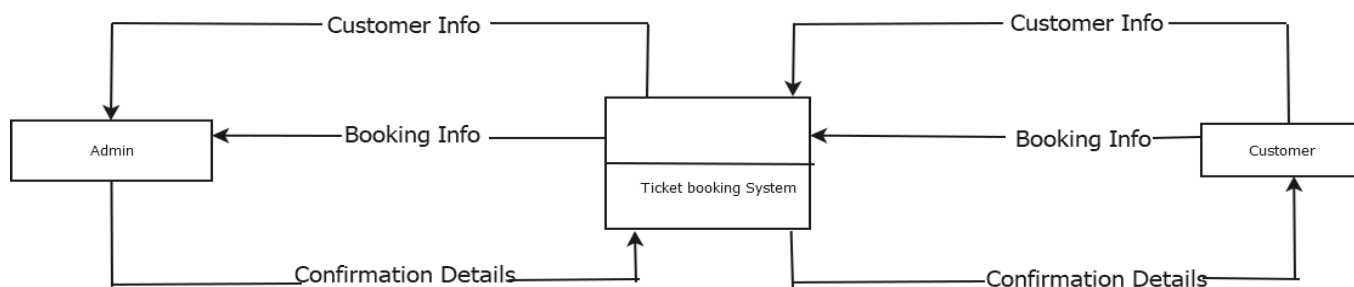 Customer Info
Customer Info
Booking Info
Booking Info
Admin
Customer
Ticket booking System
Confirmation Details
Confirmation Details